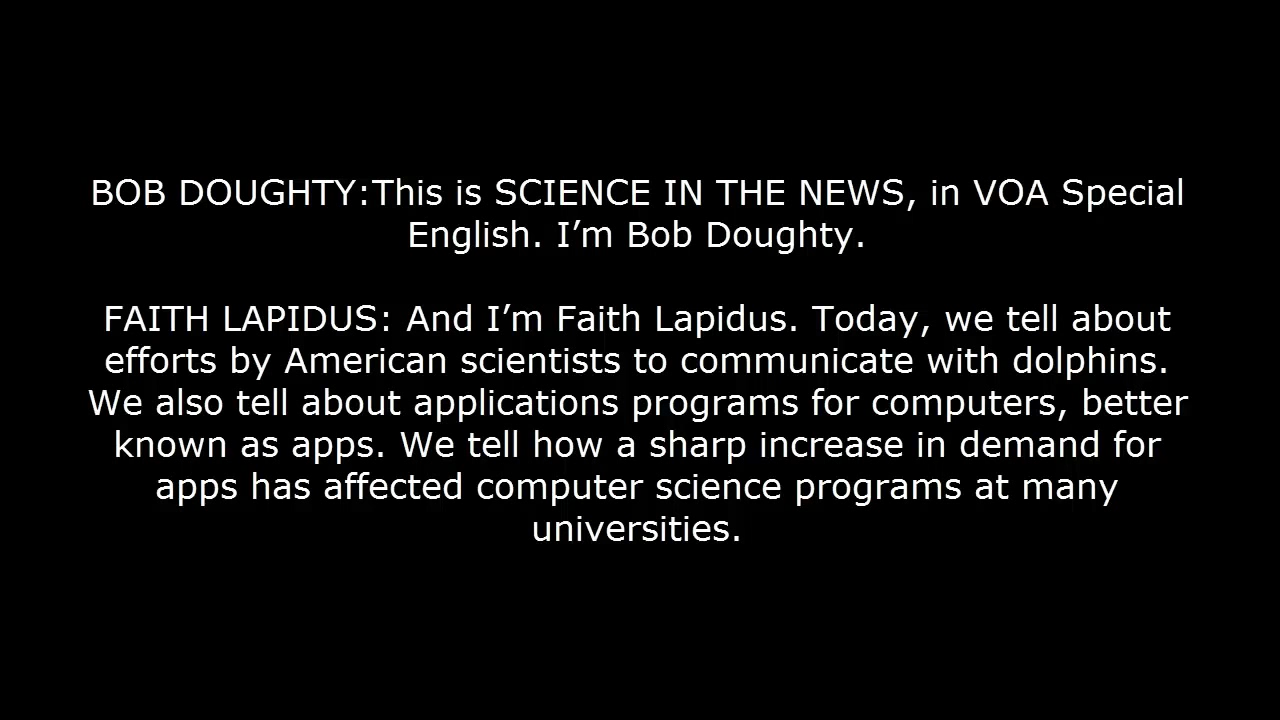 BOB DOUGHTY:This is SCIENCE IN THE NEWS, in VOA Special
English. I’m Bob Doughty.
FAITH LAPIDUS: And I’m Faith Lapidus. Today, we tell about
efforts by American scientists to communicate with dolphins.
We also tell about applications programs for computers, better
known as apps. We tell how a sharp increase in demand for
apps has affected computer science programs at many
universities.